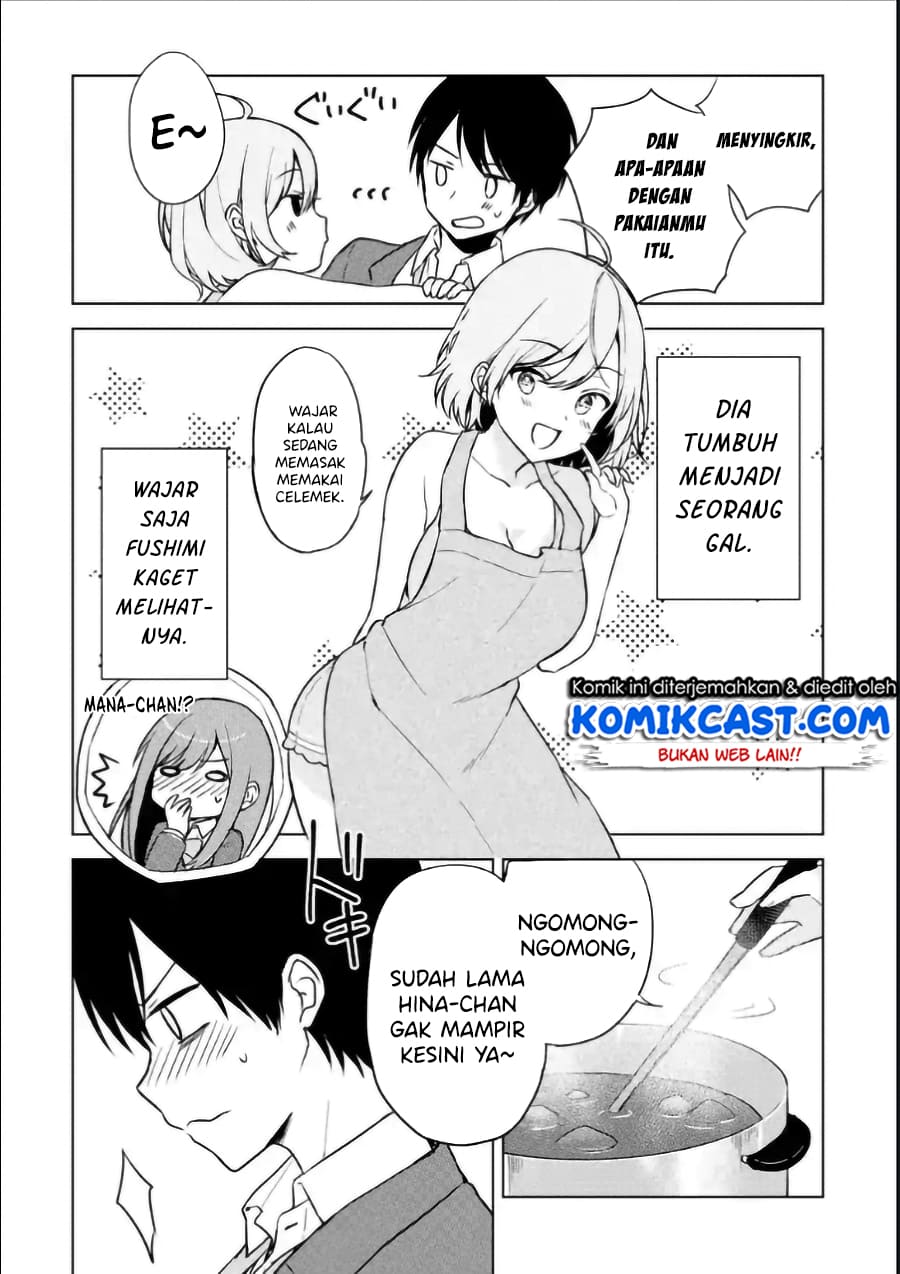 MENYINGKIR,
DAN
APA-APAAN
DENGAN
PAKAIANMU
ITU.
ぐいぐい
E~
DIA
TUMBUH
MENJADI
SEORANG
GAL.
WAJAR
KALAU
SEDANG
MEMASAK
MEMAKAI
CELEMEK.
WAJAR
SAJA
FUSHIMI
KAGET
MELIHAT-
NYA.
MANA-CHAN!?
Komik ini diterjemahkan & diedit oleh
KOMIKCAST.COM
BUKAN WEB LAIN!!
NGOMONG-
NGOMONG,
SUDAH LAMA
HINA-CHAN
GAK MAMPIR
KESINI YA~
ドキ